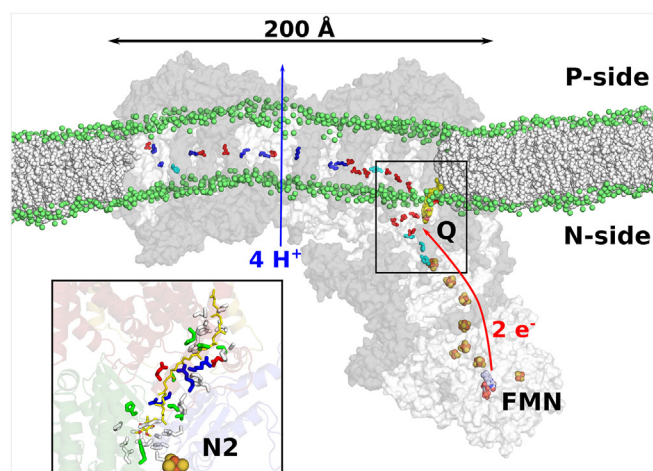 200 Å
P-side
N-side
Q
4 H⁺
2 e⁻
FMN
N2